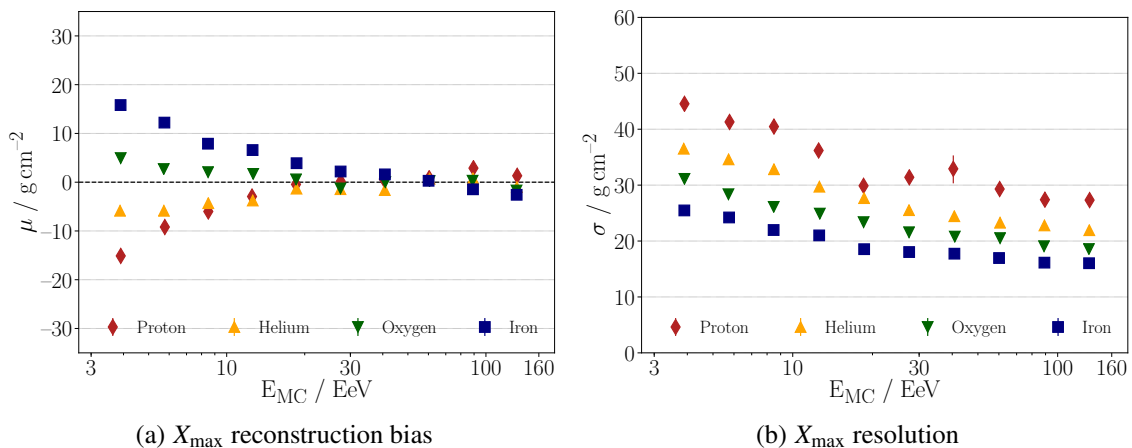 30
20
10
0
−10
−20
−30
μ / g cm⁻²
Proton Helium Oxygen Iron
3 10 30 100 160
E_MC / EeV
(a) X_max reconstruction bias
60
50
40
30
20
10
0
σ / g cm⁻²
Proton Helium Oxygen Iron
3 10 30 100 160
E_MC / EeV
(b) X_max resolution